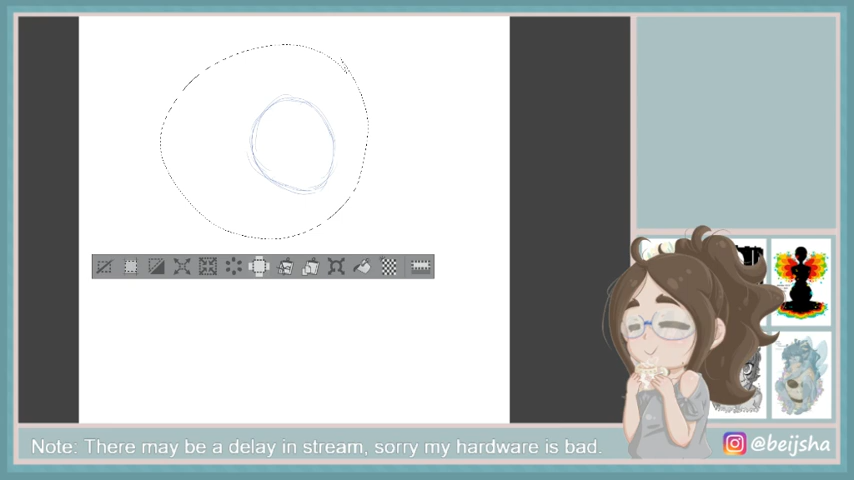 Note: There may be a delay in stream, sorry my hardware is bad.
@beijsha